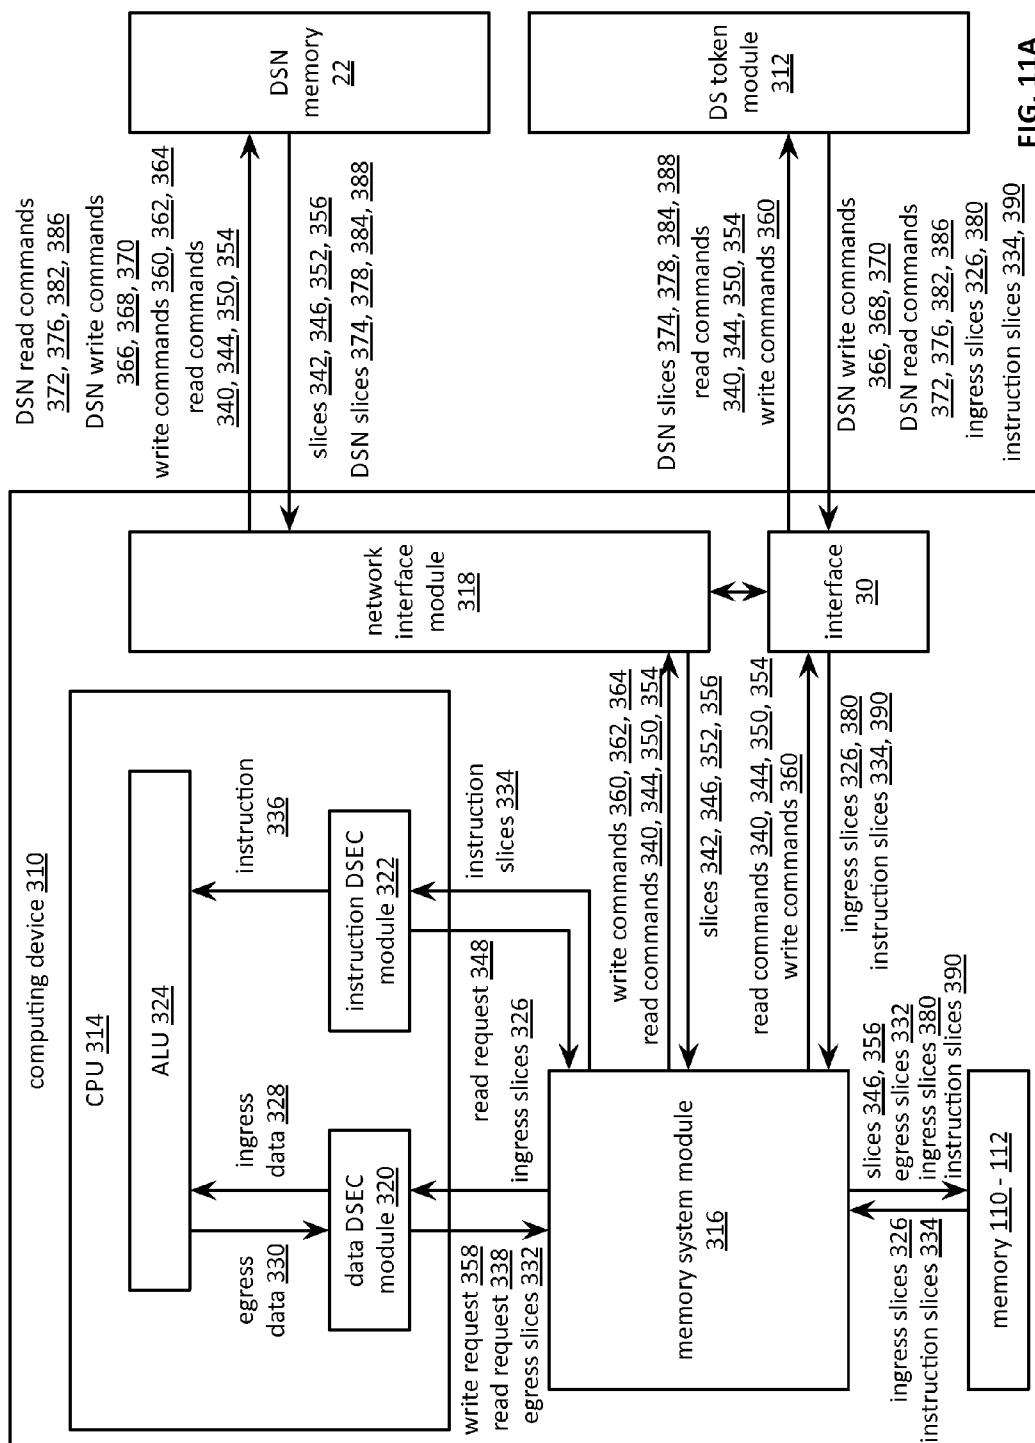 computing device 310
CPU 314
ALU 324
egress
data 330
ingress
data 328
instruction
336
data DSEC
module 320
instruction DSEC
module 322
write request 358
read request 338
egress slices 332
ingress slices 326
read request 348
instruction
slices 334
memory system module
316
write commands 360, 362, 364
read commands 340, 344, 350, 354
slices 342, 346, 352, 356
read commands 340, 344, 350, 354
write commands 360
ingress slices 326, 380
instruction slices 334, 390
ingress slices 326
instruction slices 334
slices 346, 356
egress slices 332
ingress slices 380
instruction slices 390
memory 110 - 112
network
interface
module
318
interface
30
DSN read commands
372, 376, 382, 386
DSN write commands
366, 368, 370
write commands 360, 362, 364
read commands
340, 344, 350, 354
slices 342, 346, 352, 356
DSN slices 374, 378, 384, 388
DSN slices 374, 378, 384, 388
read commands
340, 344, 350, 354
write commands 360
DSN write commands
366, 368, 370
DSN read commands
372, 376, 382, 386
ingress slices 326, 380
instruction slices 334, 390
DSN
memory
22
DS token
module
312
FIG. 11A